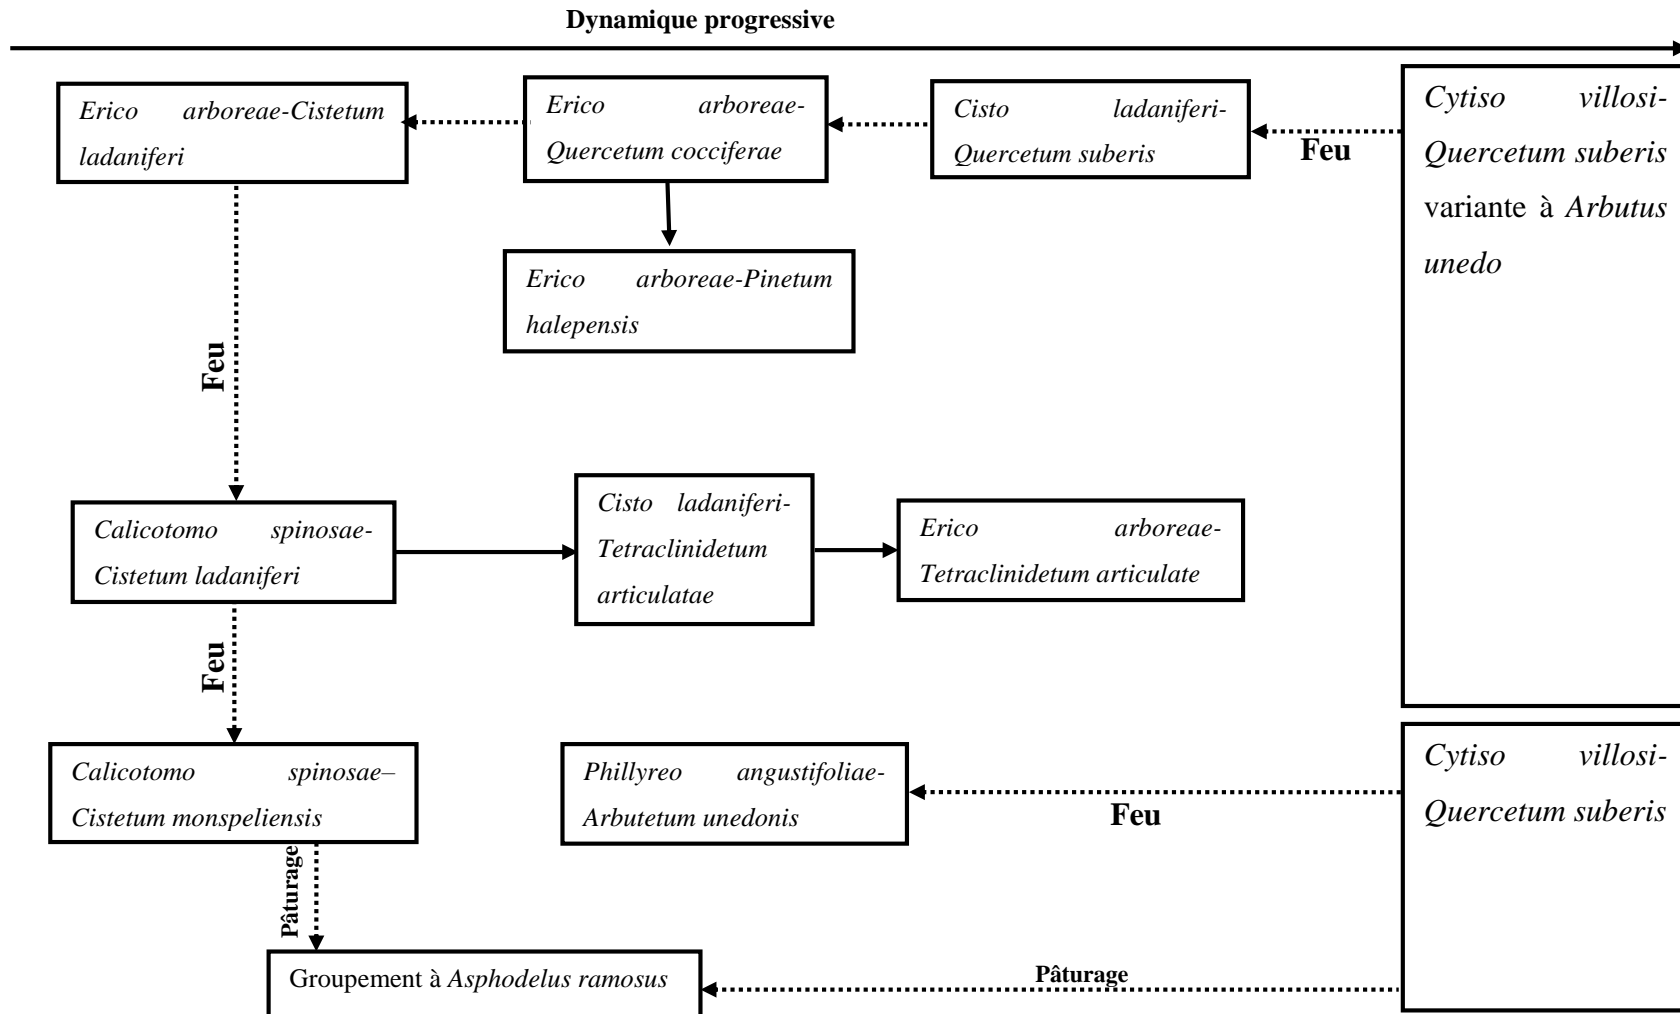 Dynamique progressive
Erico arboreae-Cistetum
ladaniferi
Erico arboreae-
Quercetum cocciferae
Cisto ladaniferi-
Quercetum suberis
Feu
Cytiso villosi-
Quercetum suberis
variante à Arbutus
unedo
Erico arboreae-Pinetum
halepensis
Feu
Calicotomo spinosae-
Cistetum ladaniferi
Cisto ladaniferi-
Tetraclinidetum
articulatae
Erico arboreae-
Tetraclinidetum articulate
Feu
Calicotomo spinosae–
Cistetum monspeliensis
Phillyreo angustifoliae-
Arbutetum unedonis
Feu
Cytiso villosi-
Quercetum suberis
Pâturage
Groupement à Asphodelus ramosus
Pâturage